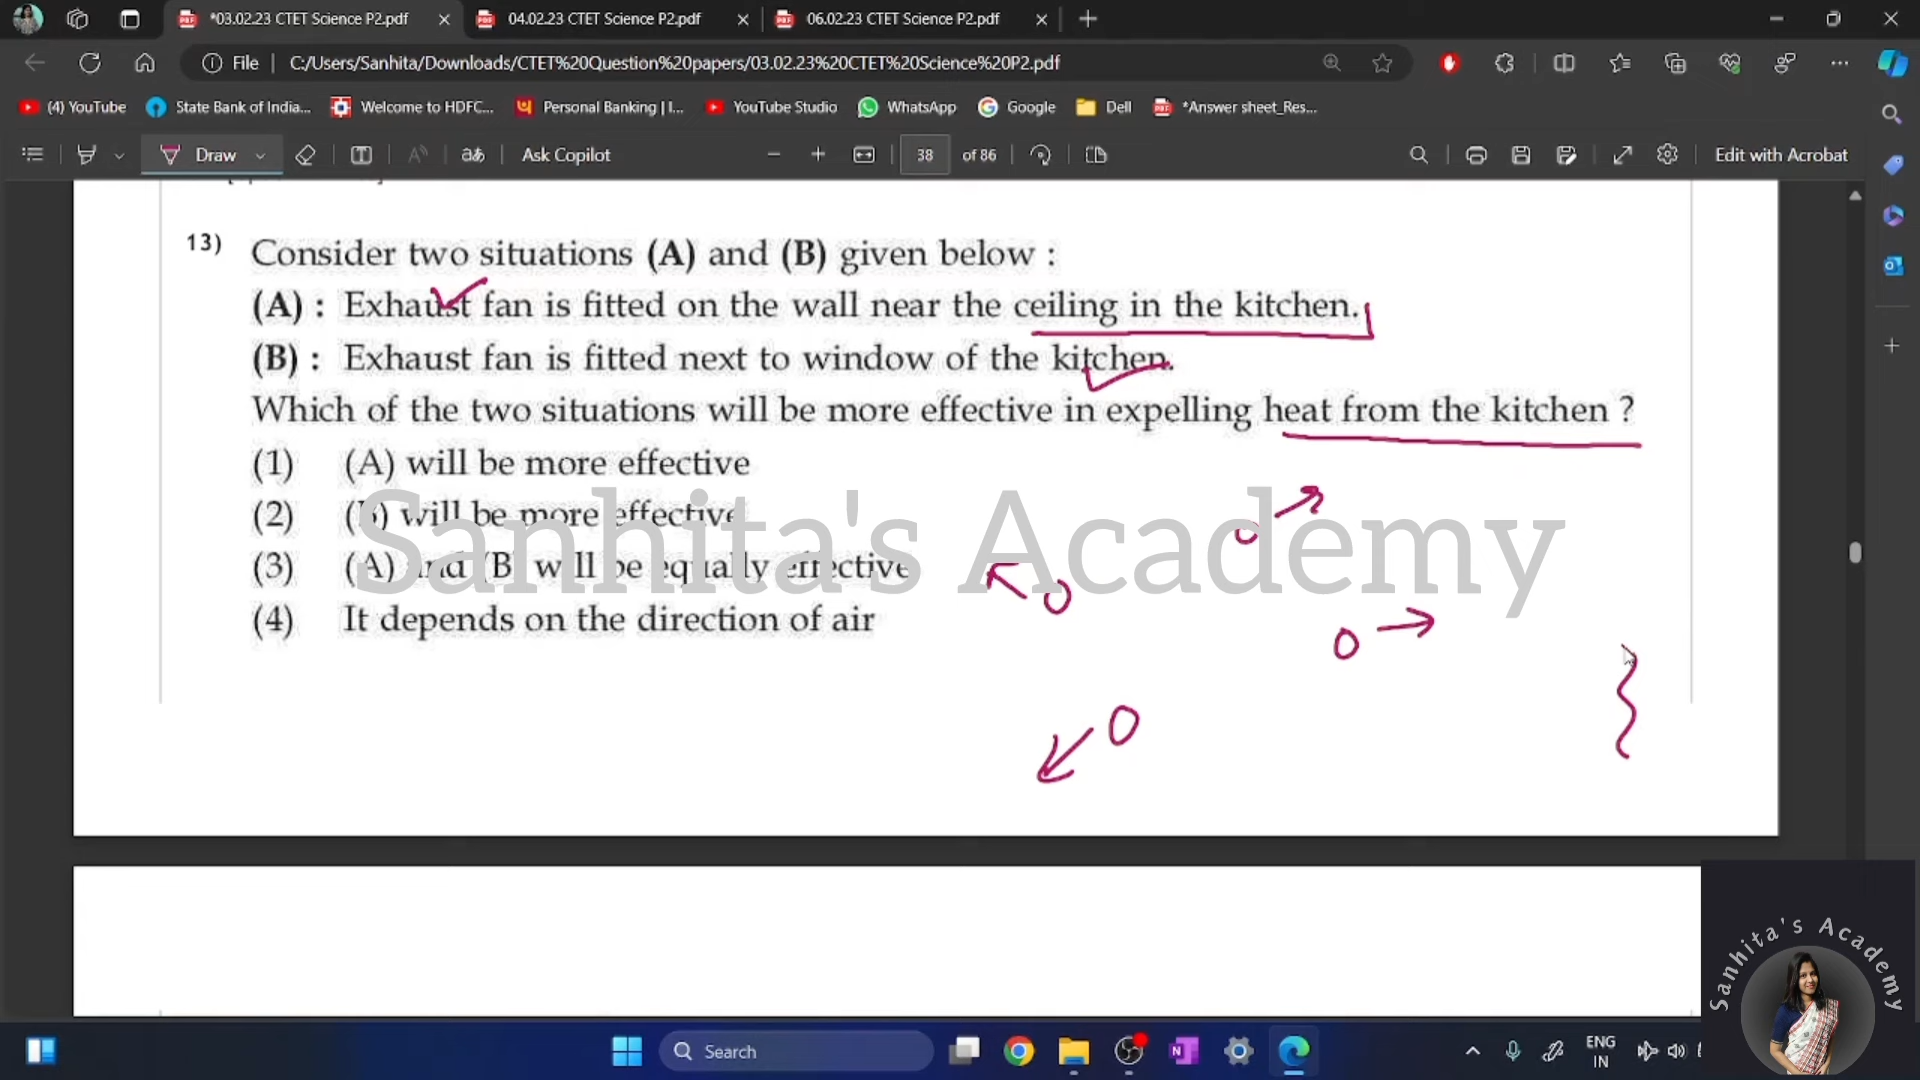 *03.02.23 CTET Science P2.pdf
04.02.23 CTET Science P2.pdf
06.02.23 CTET Science P2.pdf
File
C:/Users/Sanhita/Downloads/CTET%20Question%20papers/03.02.23%20CTET%20Science%20P2.pdf
(4) YouTube
State Bank of India...
Welcome to HDFC...
Personal Banking | I...
YouTube Studio
WhatsApp
Google
Dell
*Answer sheet_Res...
Draw
Ask Copilot
38 of 86
Edit with Acrobat
13) Consider two situations (A) and (B) given below :
(A) : Exhaust fan is fitted on the wall near the ceiling in the kitchen.
(B) : Exhaust fan is fitted next to window of the kitchen.
Which of the two situations will be more effective in expelling heat from the kitchen ?
(1) (A) will be more effective
(2) (B) will be more effective
(3) (A) and (B) will be equally effective
(4) It depends on the direction of air
Sanhita's Academy
Sanhita's Academy
Search
ENG
IN